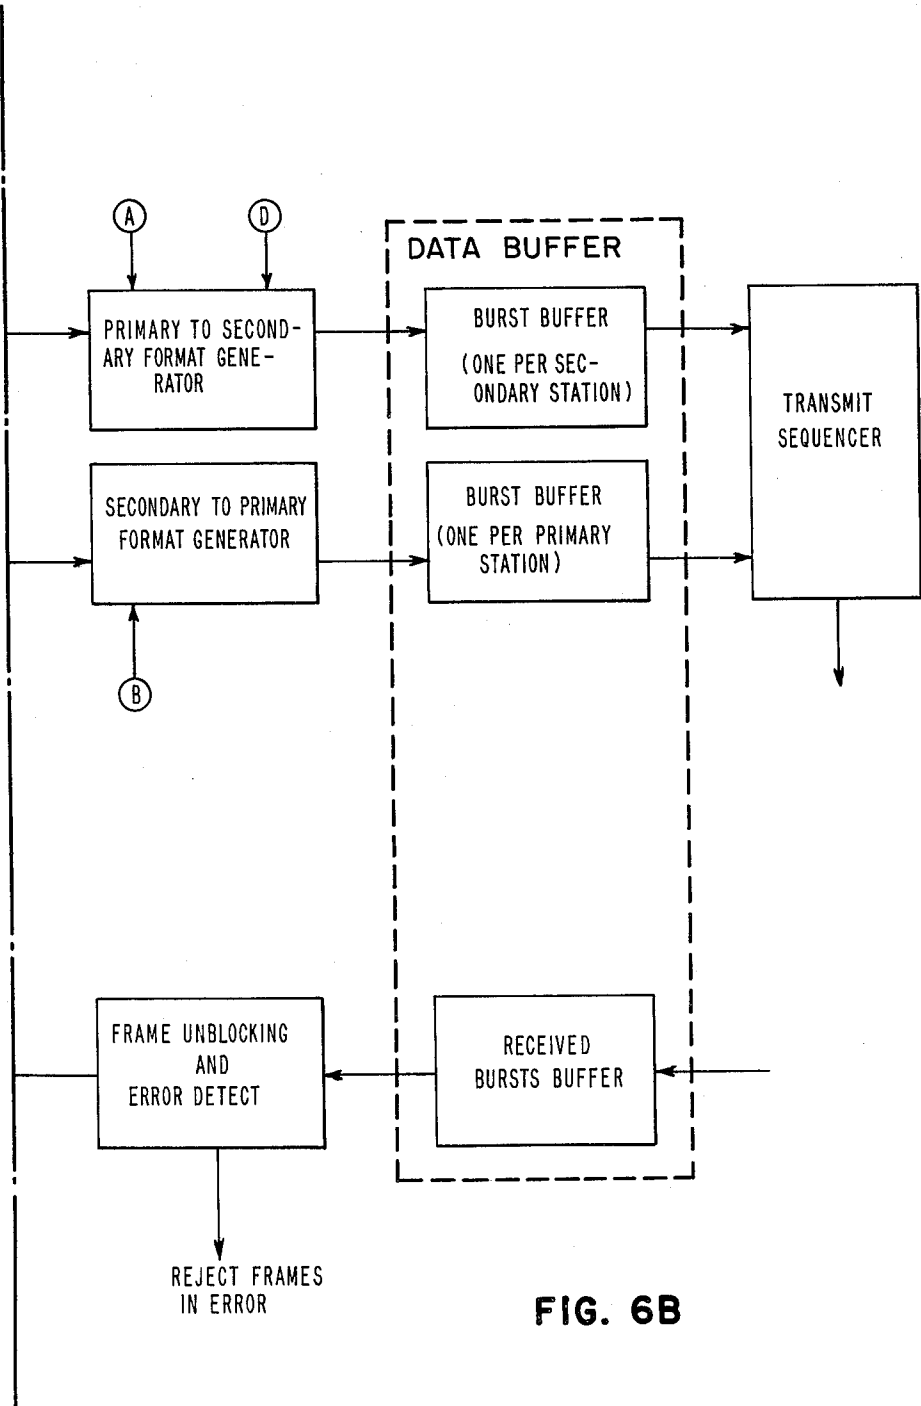 A
D
DATA BUFFER
PRIMARY TO SECOND-
ARY FORMAT GENE-
RATOR
BURST BUFFER
(ONE PER SEC-
ONDARY STATION)
TRANSMIT
SEQUENCER
SECONDARY TO PRIMARY
FORMAT GENERATOR
BURST BUFFER
(ONE PER PRIMARY
STATION)
B
FRAME UNBLOCKING
AND
ERROR DETECT
RECEIVED
BURSTS BUFFER
REJECT FRAMES
IN ERROR
FIG. 6B